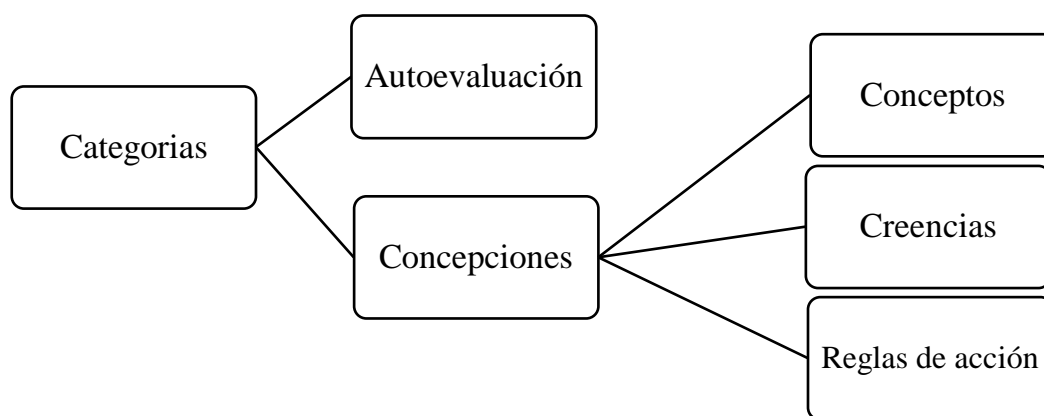 Categorias
Autoevaluación
Concepciones
Conceptos
Creencias
Reglas de acción